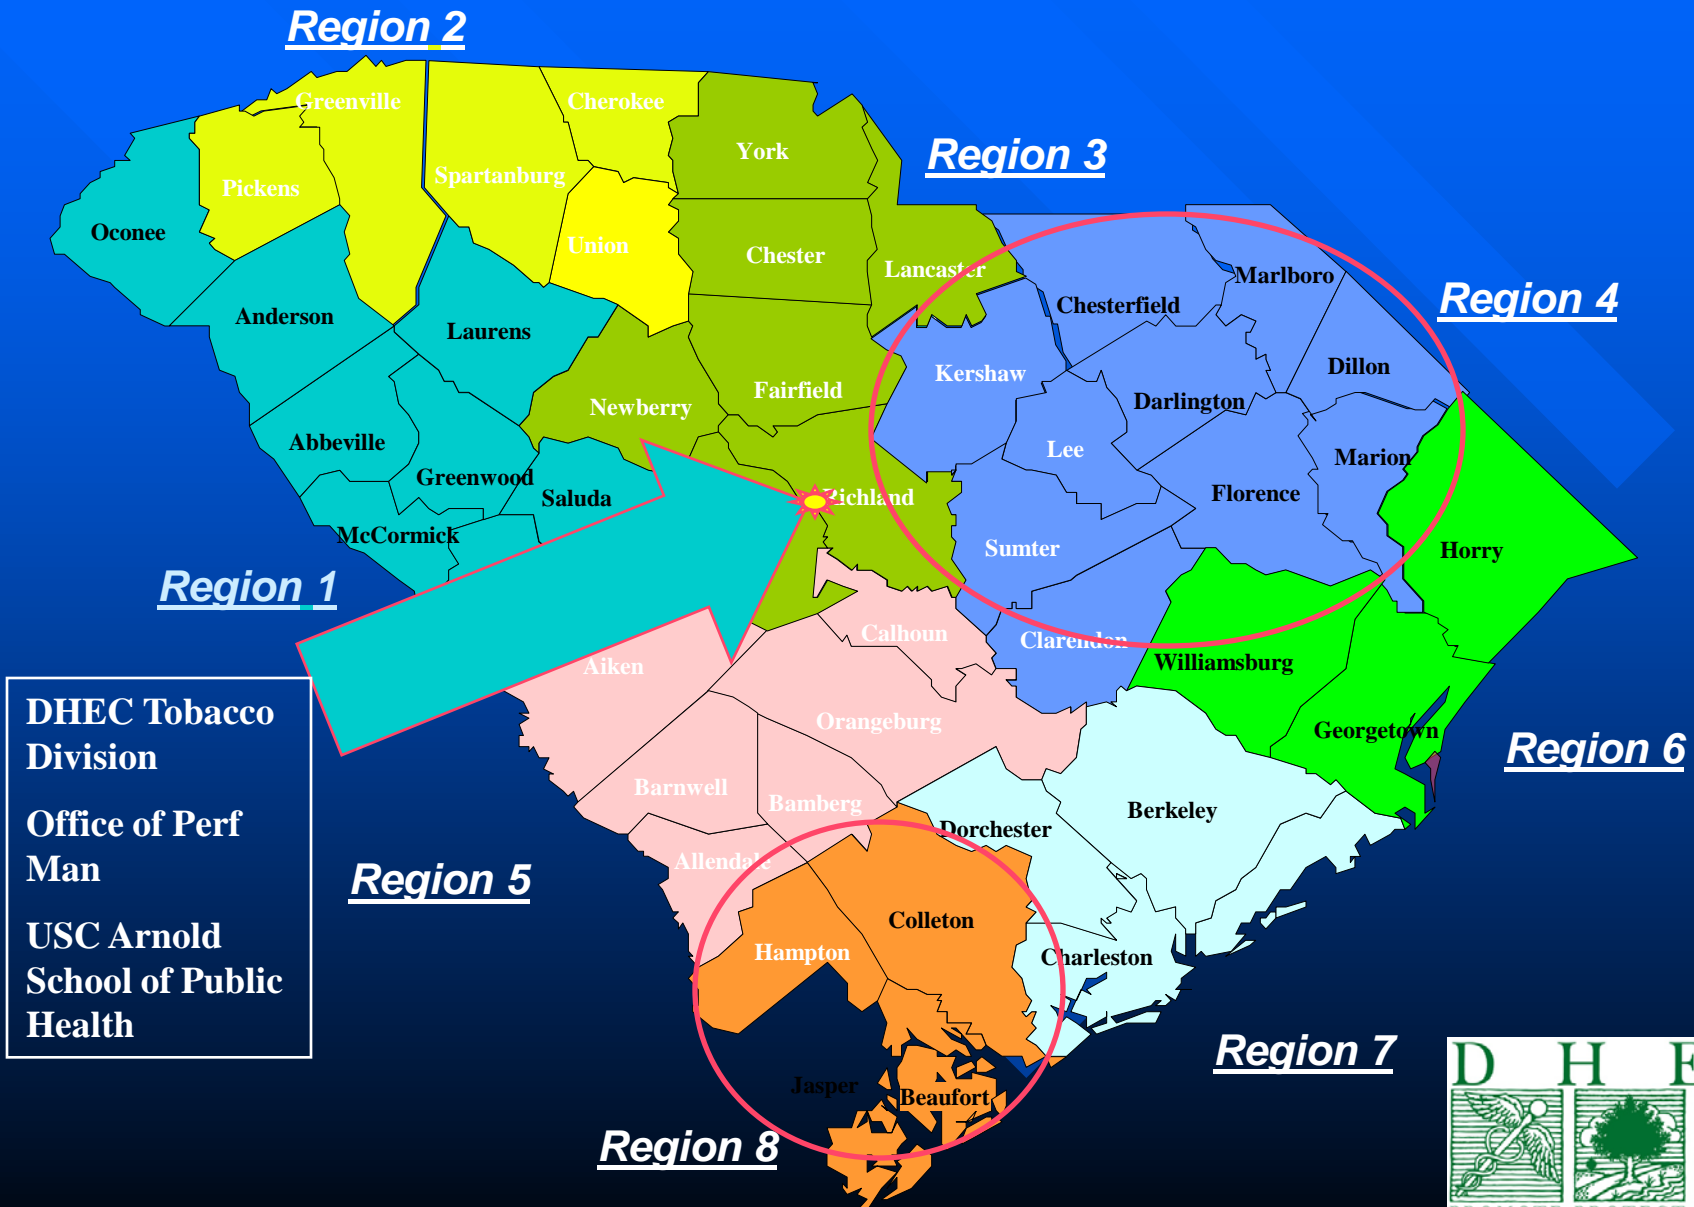 Region 2
Greenville
Cherokee
York
Region 3
Pickens
Spartanburg
Oconee
Union
Chester
Lancaster
Marlboro
Chesterfield
Region 4
Anderson
Laurens
Dillon
Kershaw
Fairfield
Newberry
Darlington
Abbeville
Lee
Marion
Greenwood
Saluda
Richland
Florence
McCormick
Sumter
Horry
Region 1
Calhoun
Clarendon
Aiken
Williamsburg
Orangeburg
Georgetown
Region 6
DHEC Tobacco
Division
Office of Perf
Man
USC Arnold
School of Public
Health
Barnwell
Bamberg
Berkeley
Dorchester
Allendale
Region 5
Colleton
Hampton
Charleston
Region 7
Jasper
Beaufort
Region 8
D H E